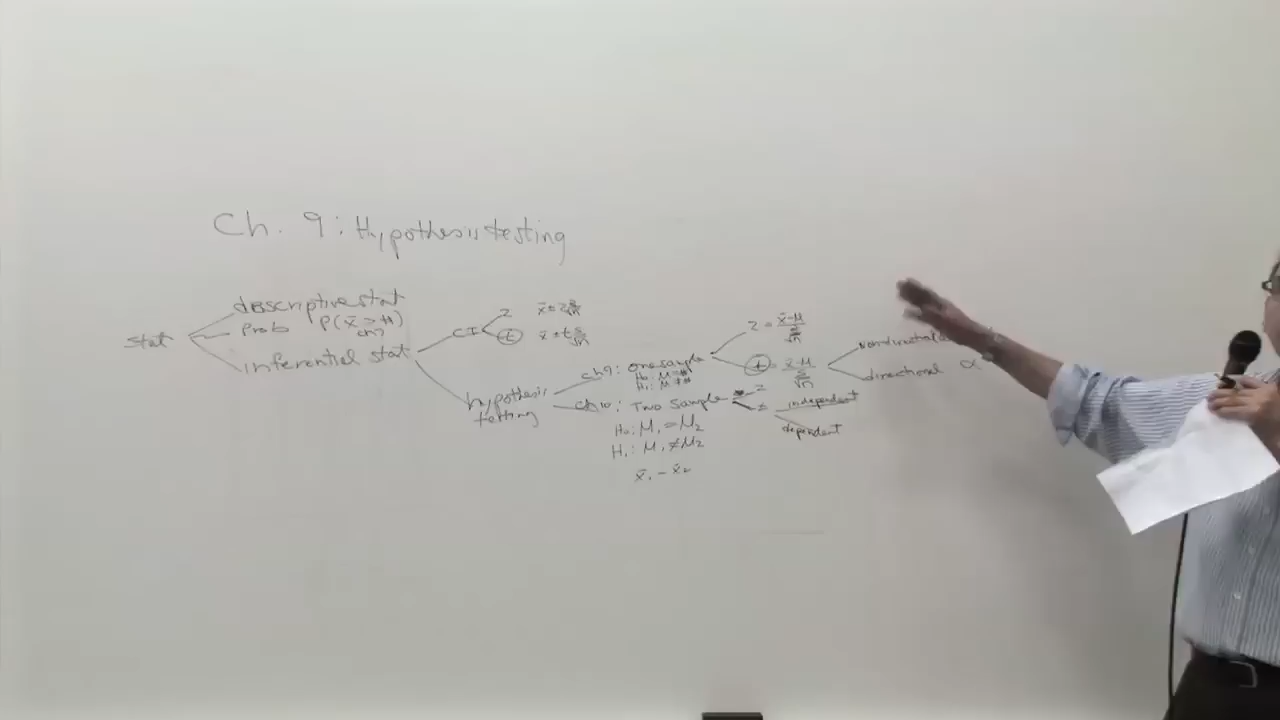 Ch. 9: Hypothesis testing
Stat
descriptive stat
Prob P(x̄ > #)
ch7
inferential stat
CI
Z x̄ ± Z σ/√n
t x̄ ± t s/√n
hypothesis
testing
ch9: one sample
H₀: μ = #
H₁: μ ≠ #
Z = x̄-μ / σ/√n
t = x̄-μ / s/√n
nondirectional
directional α
ch10: Two Sample
H₀: μ₁ = μ₂
H₁: μ₁ ≠ μ₂
x̄₁ - x̄₂
Z
t
independent
dependent